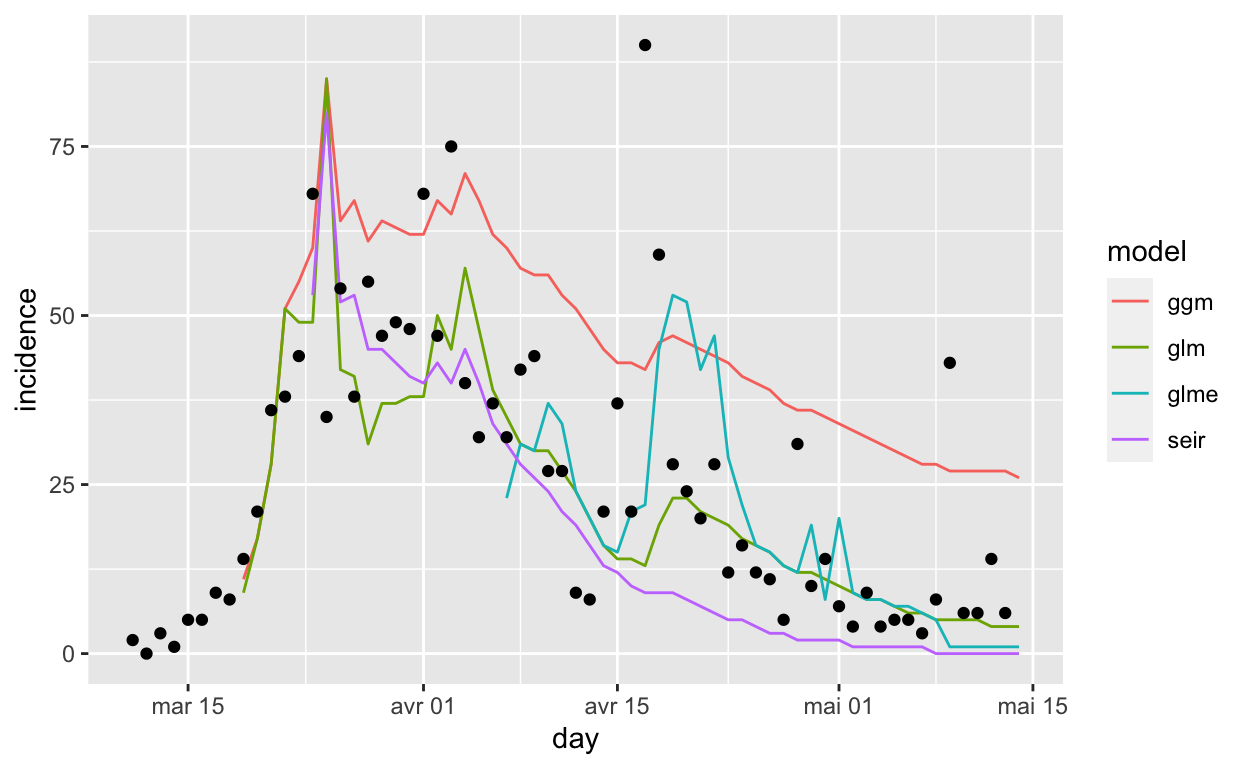 75
50
25
0
incidence
mar 15
avr 01
avr 15
mai 01
mai 15
day
model
ggm
glm
glme
seir